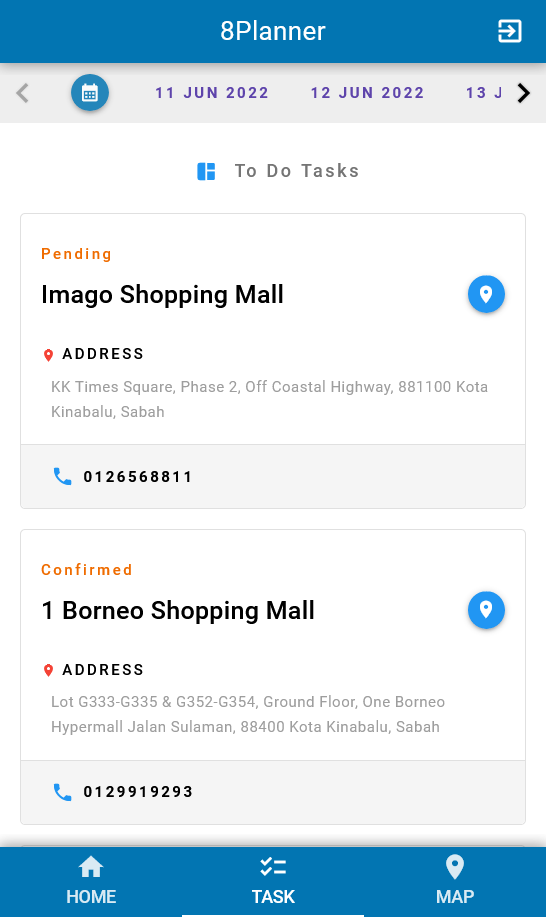 8Planner
11 JUN 2022 12 JUN 2022 13 J
To Do Tasks
Pending
Imago Shopping Mall
ADDRESS
KK Times Square, Phase 2, Off Coastal Highway, 881100 Kota
Kinabalu, Sabah
0126568811
Confirmed
1 Borneo Shopping Mall
ADDRESS
Lot G333-G335 & G352-G354, Ground Floor, One Borneo
Hypermall Jalan Sulaman, 88400 Kota Kinabalu, Sabah
0129919293
HOME TASK MAP